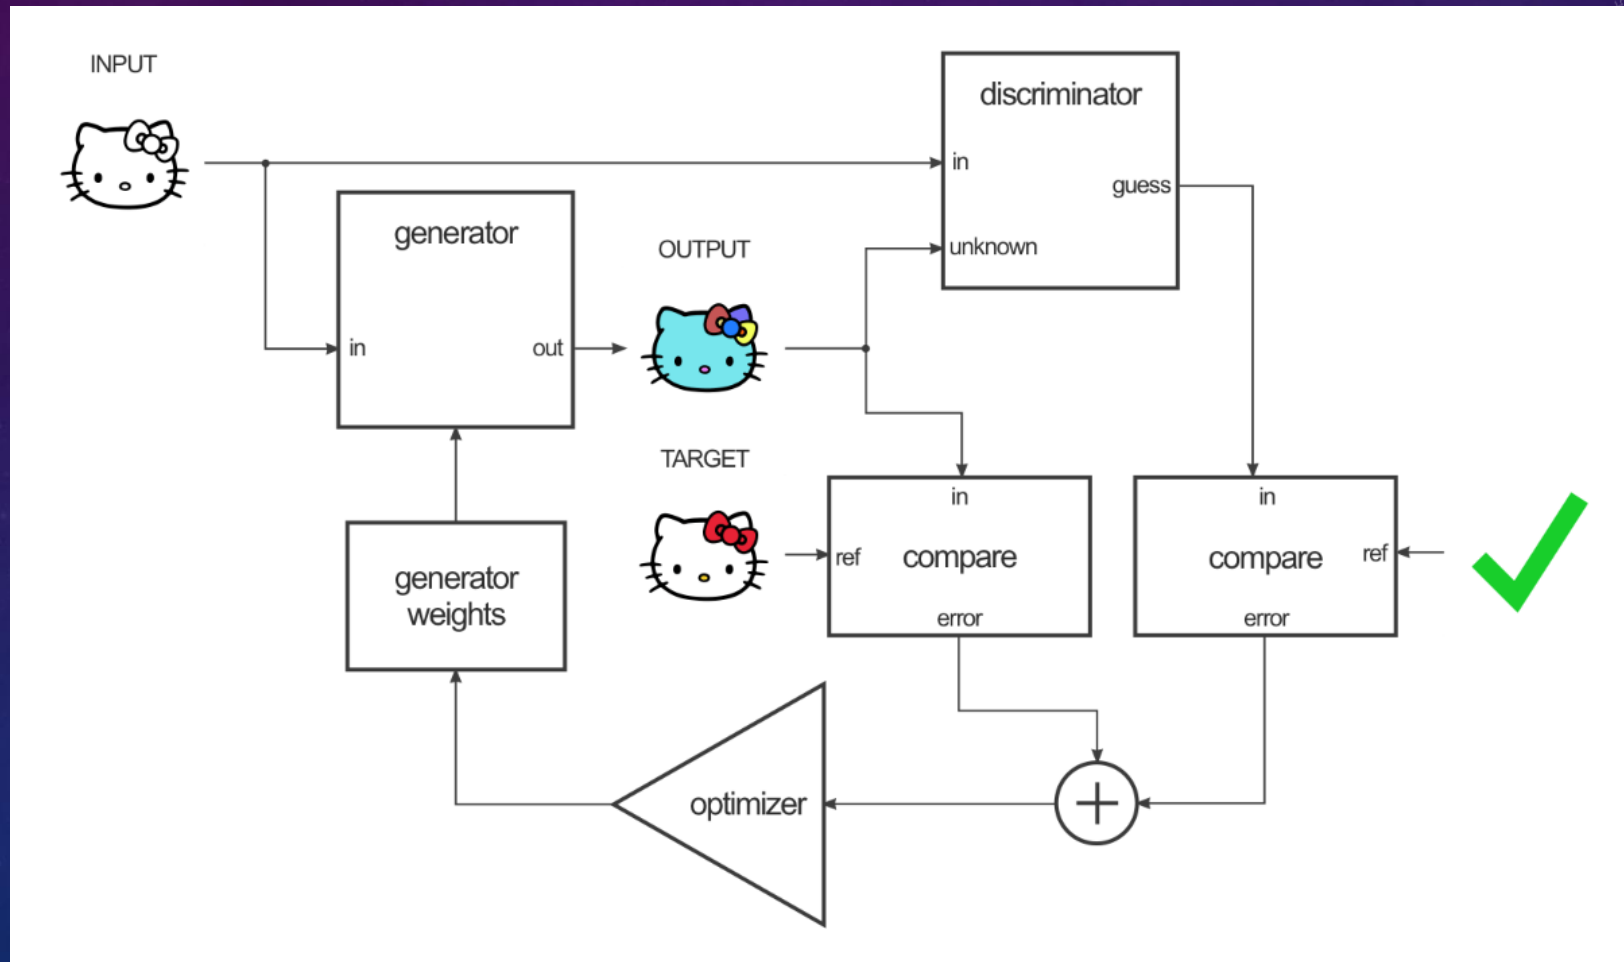 INPUT
discriminator
in
guess
generator
unknown
OUTPUT
in
out
TARGET
in
in
ref
compare
compare
ref
generator
weights
error
error
optimizer